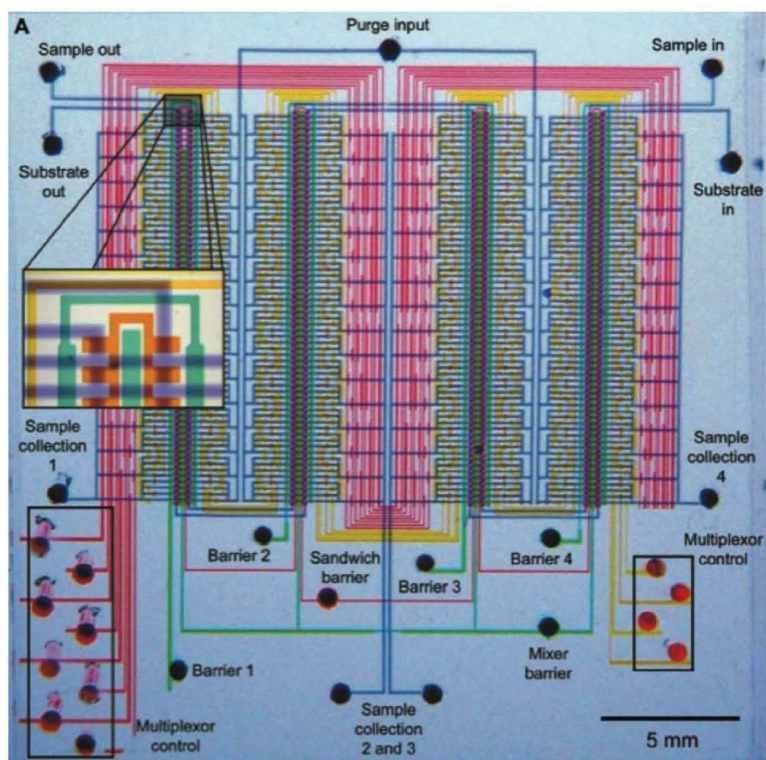 A
Purge input
Sample out
Sample in
Substrate
out
Substrate
in
Sample
collection
1
Sample
collection
4
Barrier 2
Sandwich
barrier
Barrier 3
Barrier 4
Multiplexor
control
Barrier 1
Mixer
barrier
Multiplexor
control
Sample
collection
2 and 3
5 mm